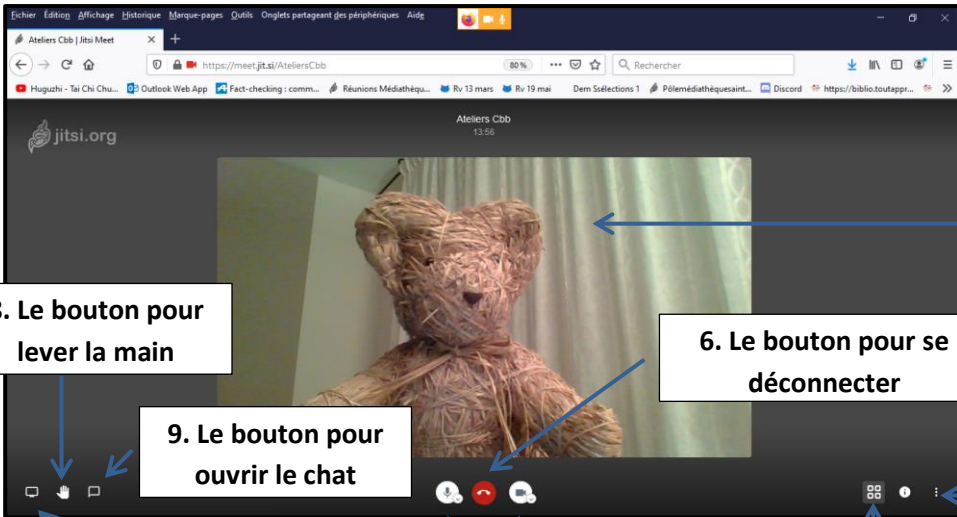 Fichier Édition Affichage Historique Marque-pages Outils Onglets partageant des périphériques Aide
Ateliers Cbb | Jitsi Meet
https://meet.jit.si/AteliersCbb
80 %
Rechercher
Huguzhi - Tai Chi Chu...
Outlook Web App
Fact-checking : comm...
Réunions Médiathèqu...
Rv 13 mars
Rv 19 mai
Dem Ssélections 1
Pôlemédiathèquesaint...
Discord
https://biblio.toutappr...
jitsi.org
Ateliers Cbb
13:56
8. Le bouton pour
lever la main
6. Le bouton pour se
déconnecter
9. Le bouton pour
ouvrir le chat